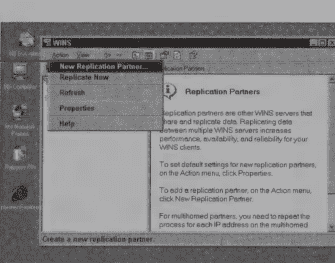 WINS
Action View
New Replication Partner...
Replicate Now
Refresh
Properties
Help
Replication Partners
Replication Partners
Replication partners are other WINS servers that
share and replicate data. Replicating data
between multiple WINS servers increases
performance, availability, and reliability for your
WINS clients.
To set default settings for new replication partners,
on the Action menu, click Properties.
To add a replication partner, on the Action menu,
click New Replication Partner.
For multihomed partners, you need to repeat the
process for each IP address on the multihomed
Create a new replication partner.